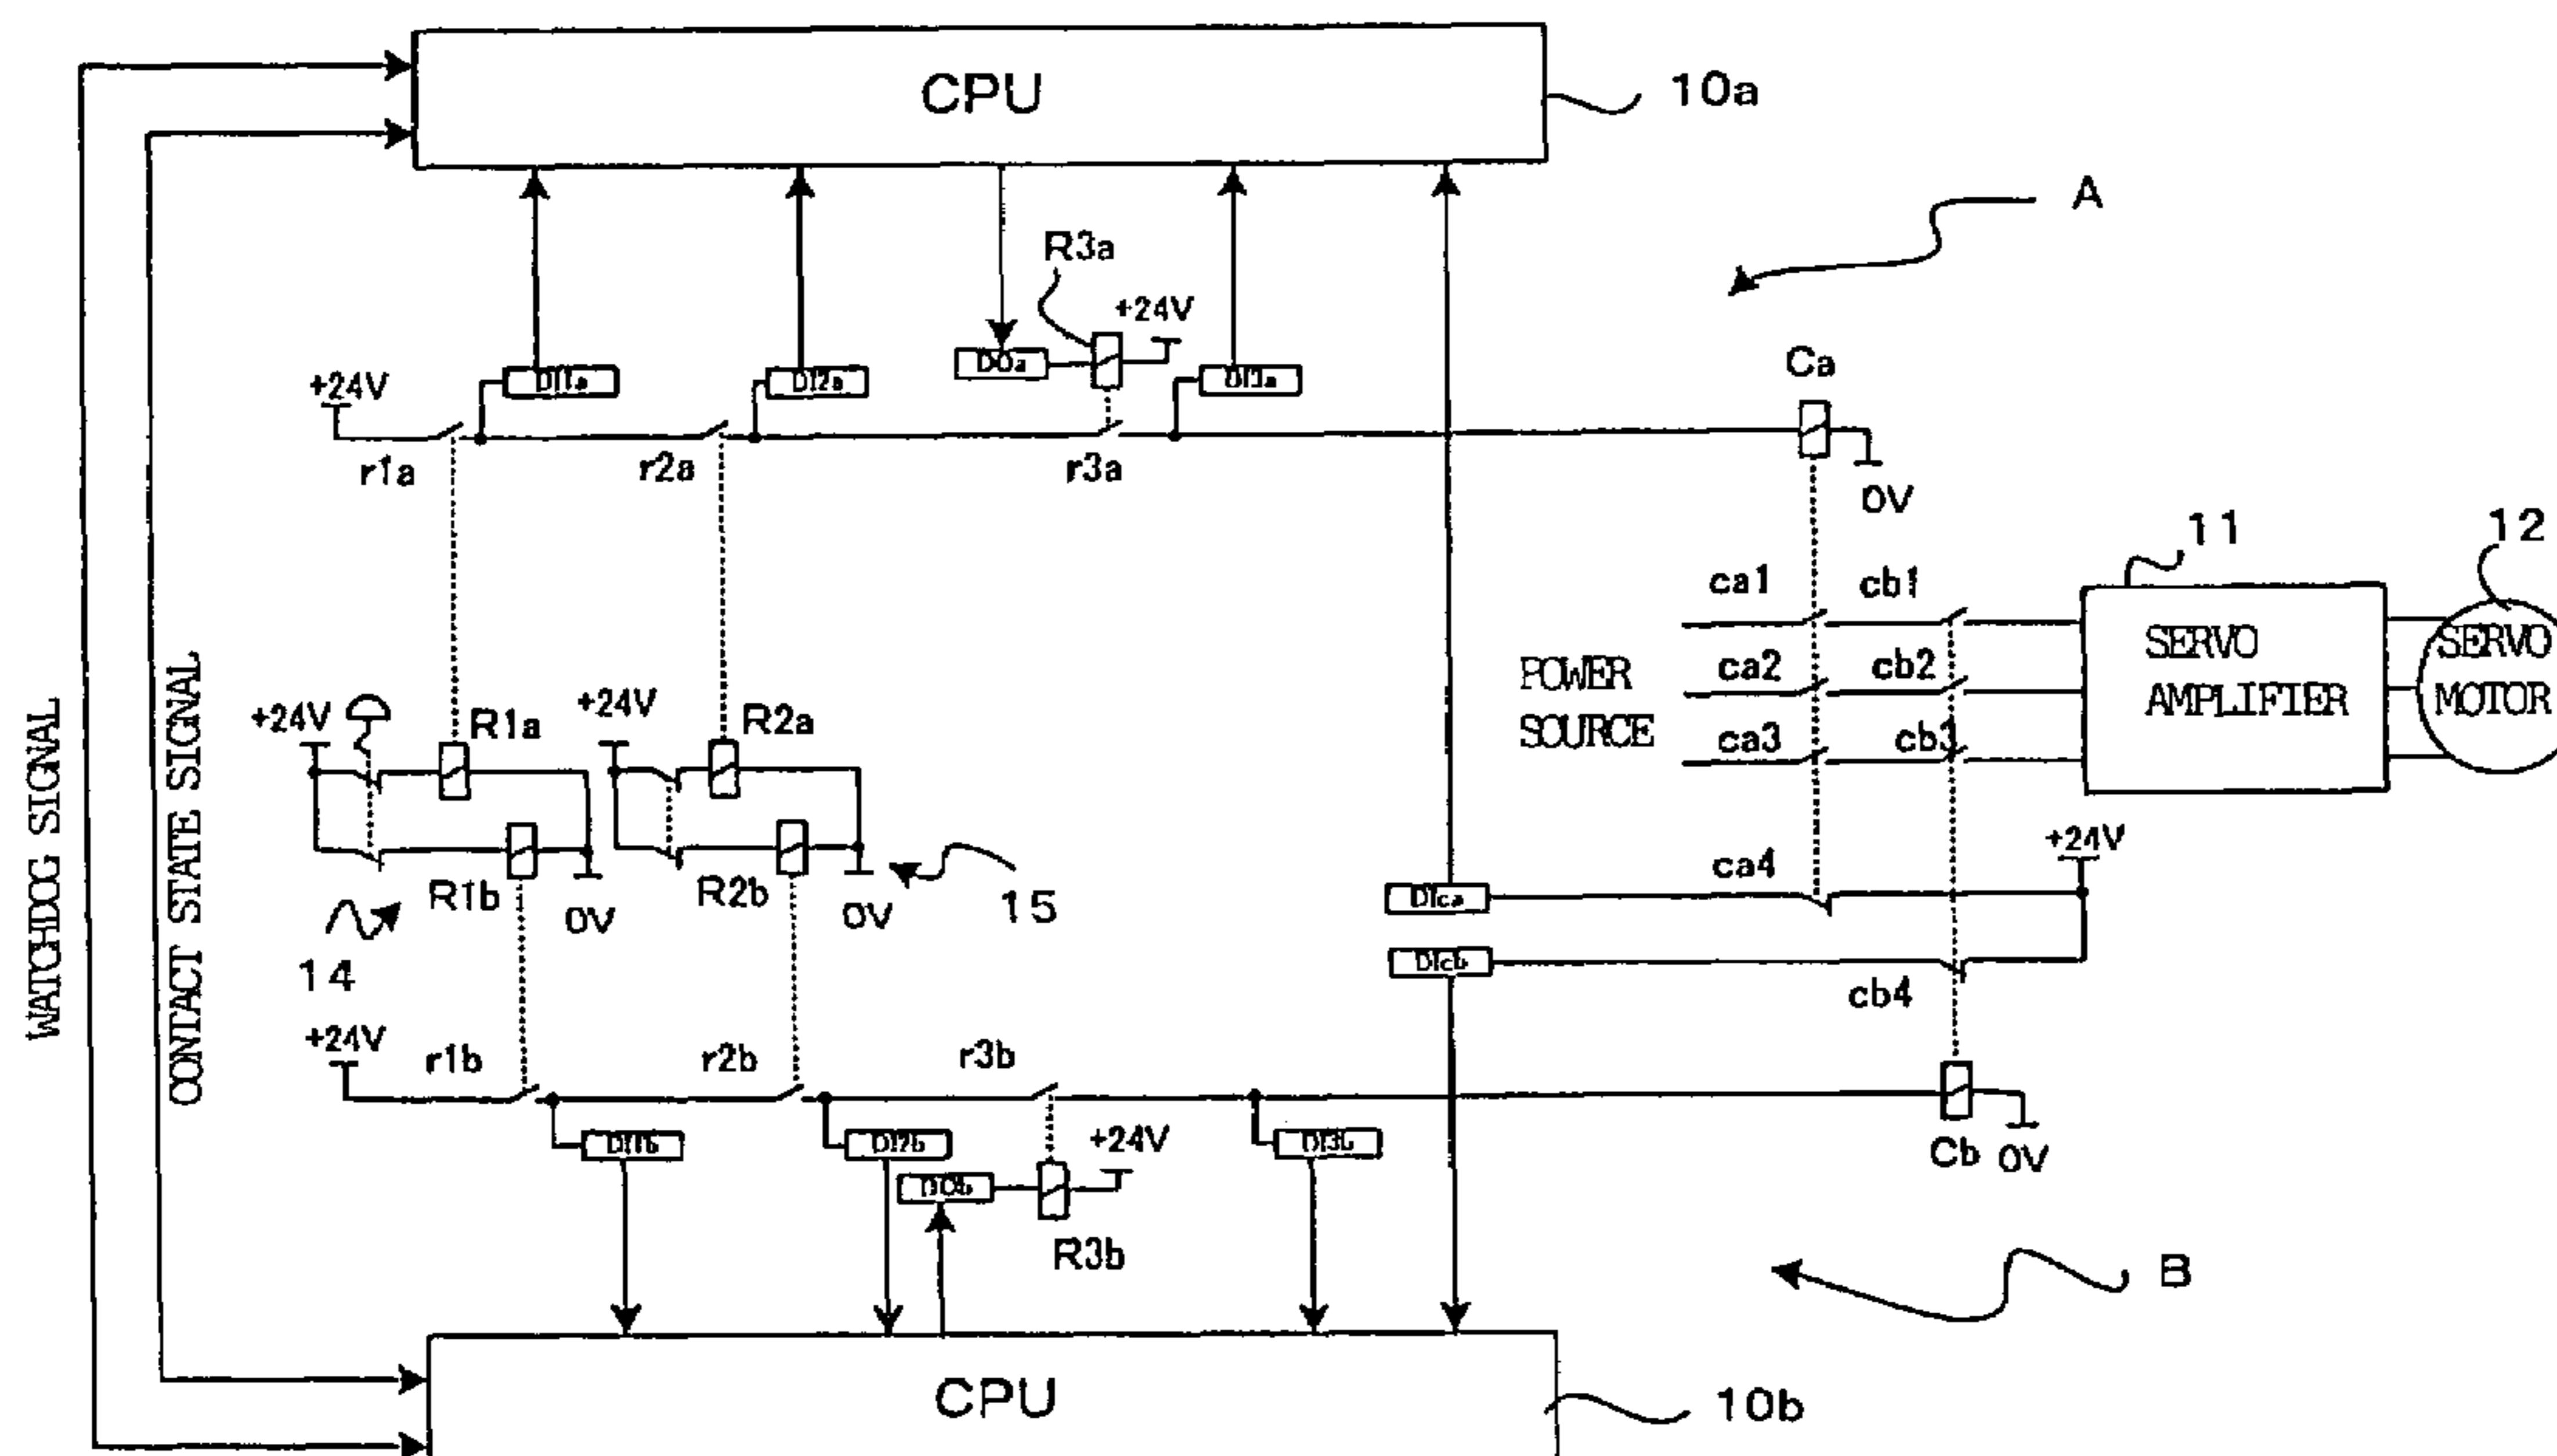 CPU
10a
A
R3a
+24V
Ca
+24V
DI1a
DI2a
DOa
r1a
r2a
r3a
0V
11
12
ca1
cb1
POWER
SOURCE
ca2
cb2
ca3
cb3
SERVO
AMPLIFIER
SERVO
MOTOR
WATCHDOG SIGNAL
CONTACT STATE SIGNAL
+24V
R1a
+24V
R2a
R1b
0V
R2b
0V
15
14
ca4
+24V
DIca
DIcb
cb4
+24V
r1b
r2b
r3b
DI1b
DI2b
DI3b
+24V
DOb
R3b
Cb
0V
B
CPU
10b